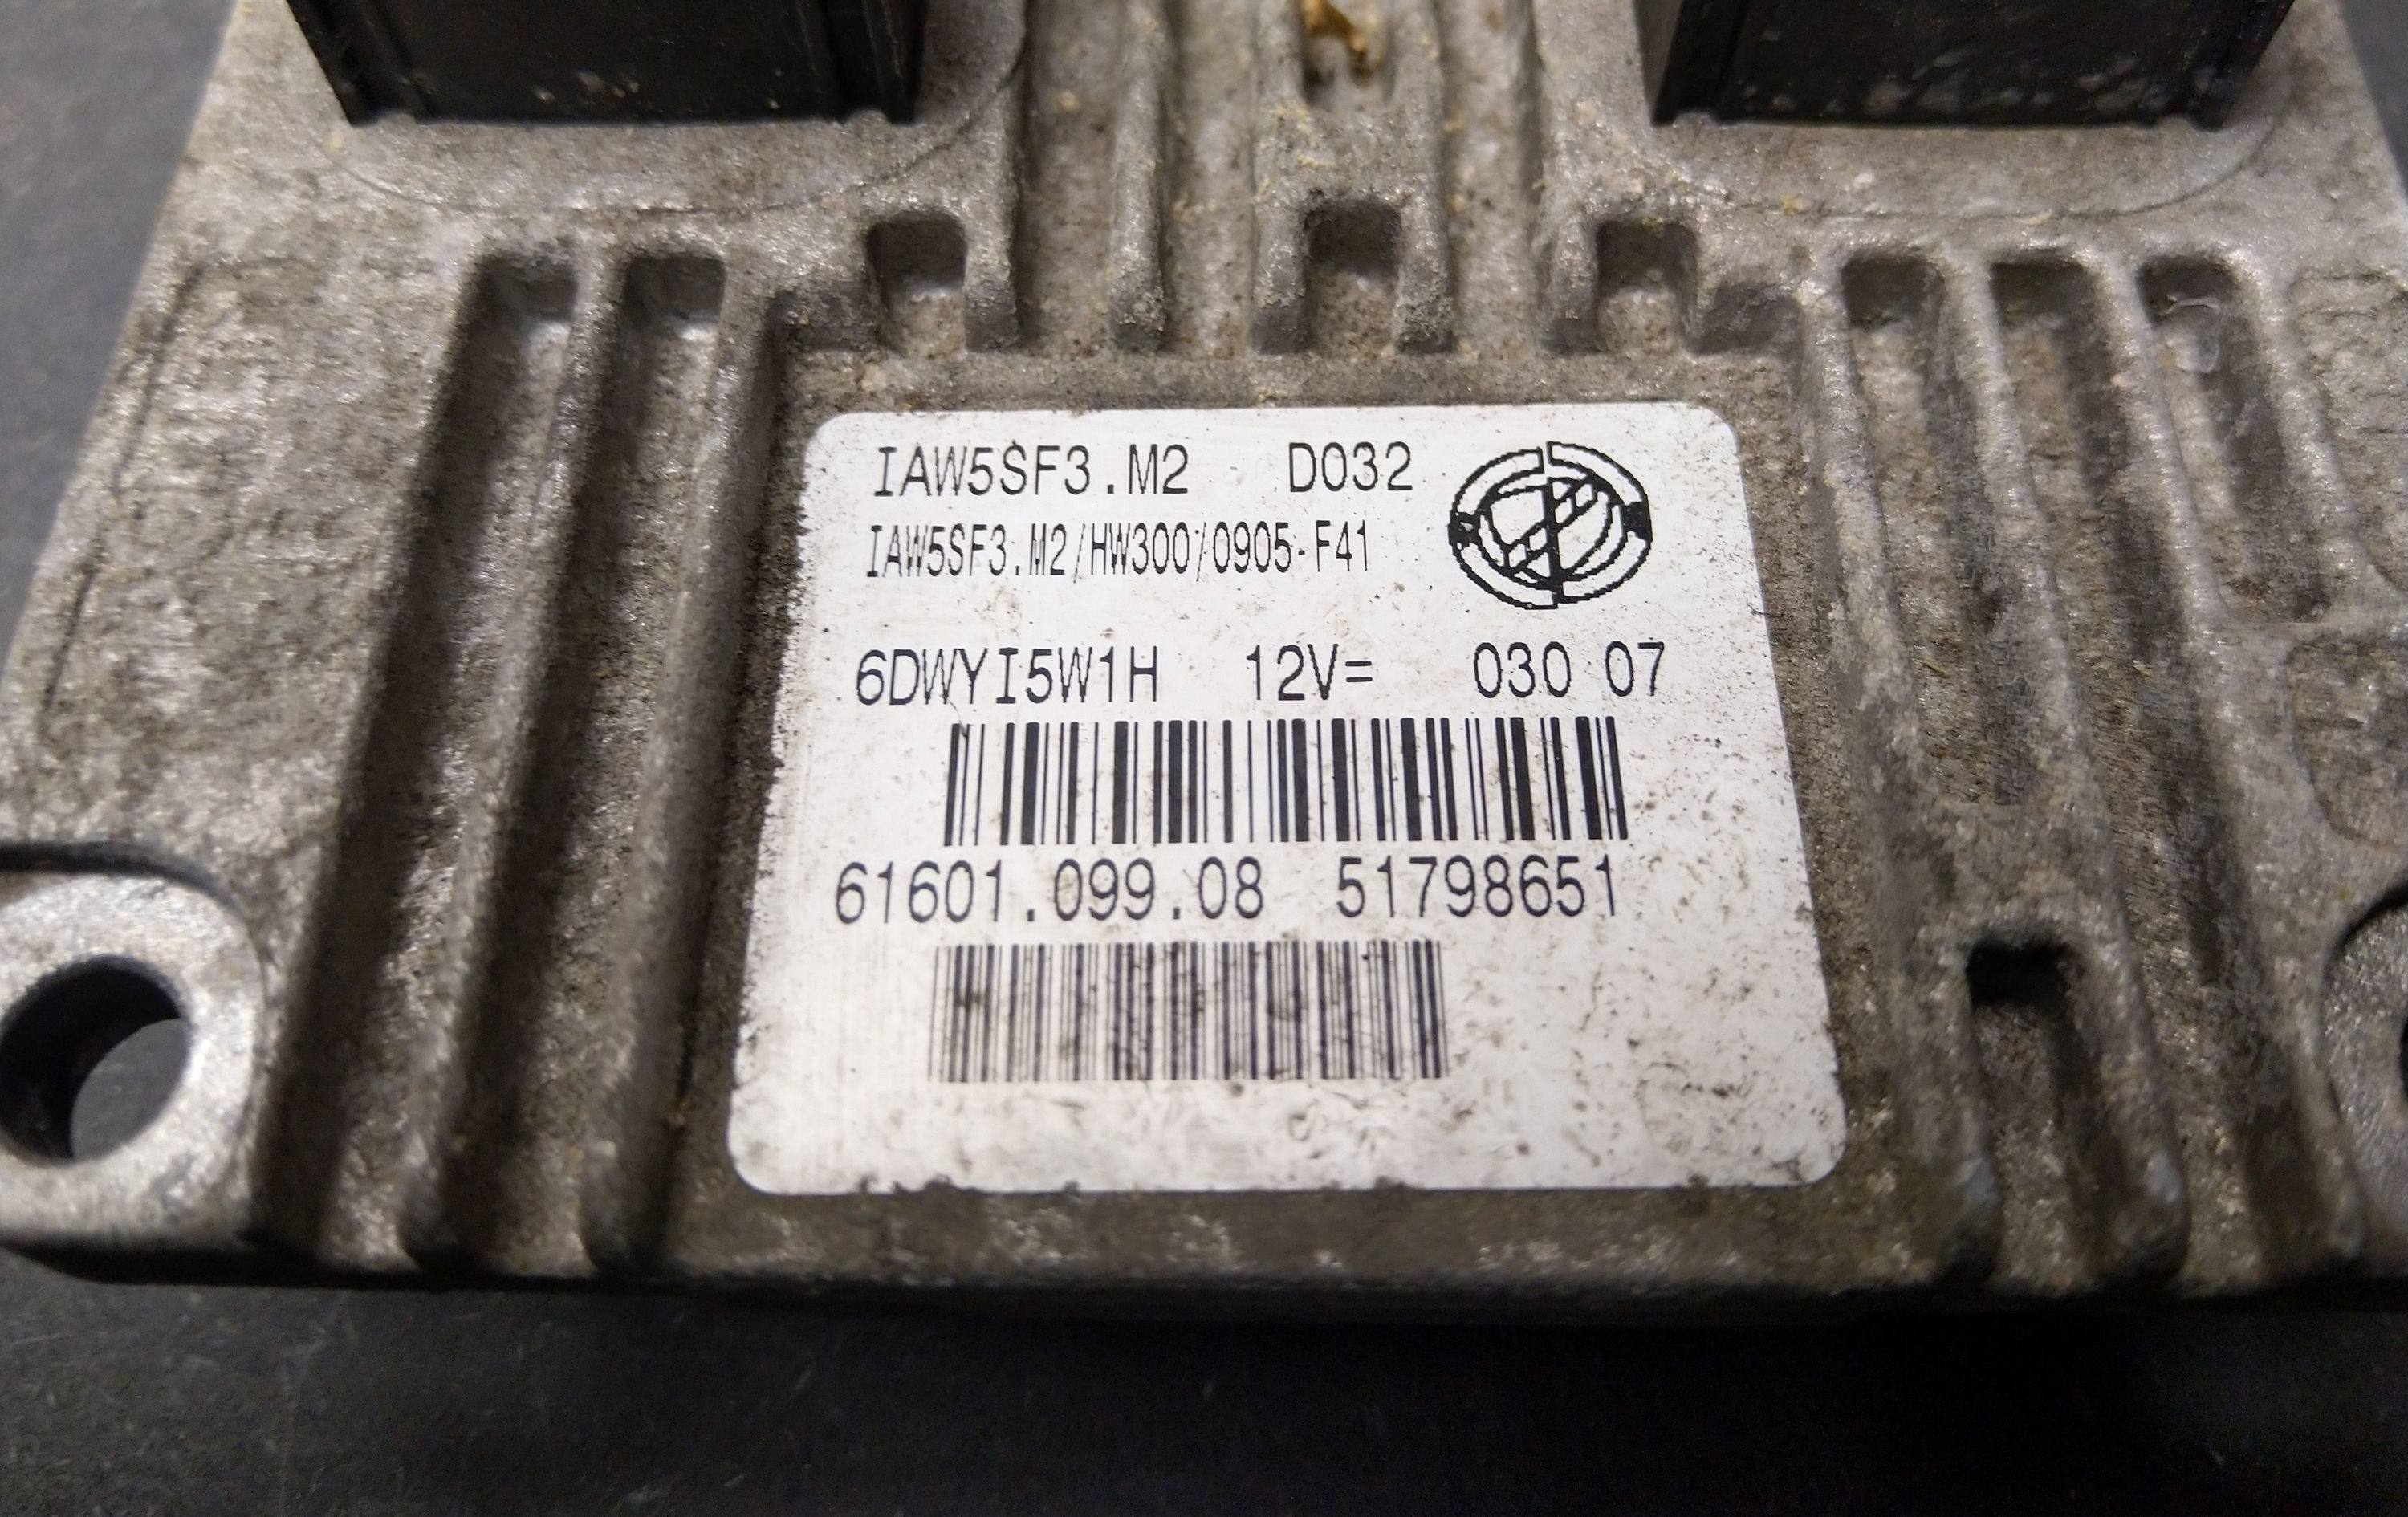 IAW5SF3.M2 D032
IAW5SF3.M2/HW300/0905-F41
6DWYI5W1H 12V= 030 07
61601.099.08 51798651